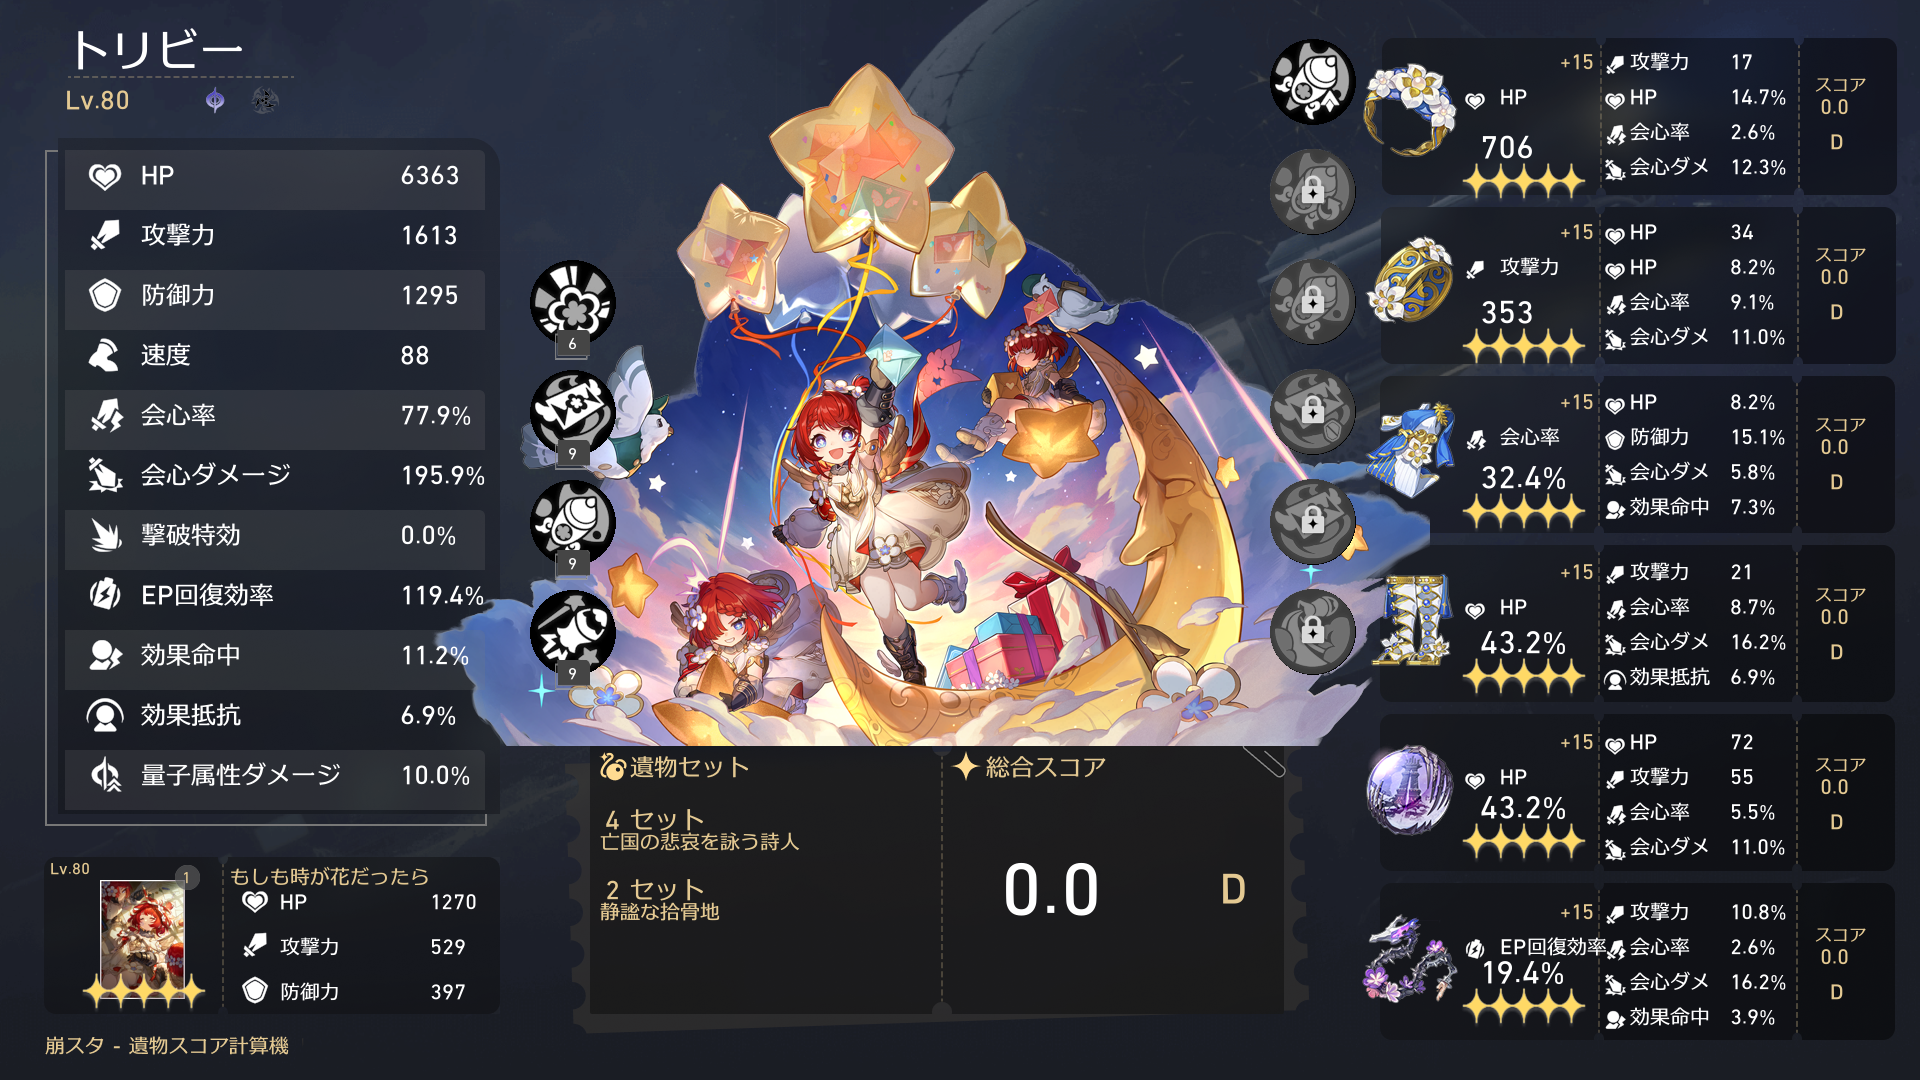 トリビー
Lv.80
HP 6363
攻撃力 1613
防御力 1295
速度 88
会心率 77.9%
会心ダメージ 195.9%
撃破特効 0.0%
EP回復効率 119.4%
効果命中 11.2%
効果抵抗 6.9%
量子属性ダメージ 10.0%
Lv.80
1
もしも時が花だったら
HP 1270
攻撃力 529
防御力 397
崩スタ - 遺物スコア計算機
6
9
9
9
遺物セット
4 セット
亡国の悲哀を詠う詩人
2 セット
静謐な拾骨地
総合スコア
0.0 D
+15
HP
706
攻撃力 17
HP 14.7%
会心率 2.6%
会心ダメ 12.3%
スコア
0.0
D
+15
攻撃力
353
HP 34
HP 8.2%
会心率 9.1%
会心ダメ 11.0%
スコア
0.0
D
+15
会心率
32.4%
HP 8.2%
防御力 15.1%
会心ダメ 5.8%
効果命中 7.3%
スコア
0.0
D
+15
HP
43.2%
攻撃力 21
会心率 8.7%
会心ダメ 16.2%
効果抵抗 6.9%
スコア
0.0
D
+15
HP
43.2%
HP 72
攻撃力 55
会心率 5.5%
会心ダメ 11.0%
スコア
0.0
D
+15
EP回復効率
19.4%
攻撃力 10.8%
会心率 2.6%
会心ダメ 16.2%
効果命中 3.9%
スコア
0.0
D